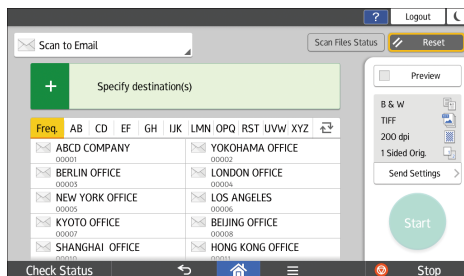 ? Logout
Scan to Email
Scan Files Status
Reset
+ Specify destination(s)
Preview
Freq. AB CD EF GH IJK LMN OPQ RST UVW XYZ
B & W
TIFF
200 dpi
1 Sided Orig.
Send Settings
ABCD COMPANY
00001
YOKOHAMA OFFICE
00002
BERLIN OFFICE
00003
LONDON OFFICE
00004
NEW YORK OFFICE
00005
LOS ANGELES
00006
KYOTO OFFICE
00007
BEIJING OFFICE
00008
SHANGHAI OFFICE
00010
HONG KONG OFFICE
00011
Start
Check Status
Stop